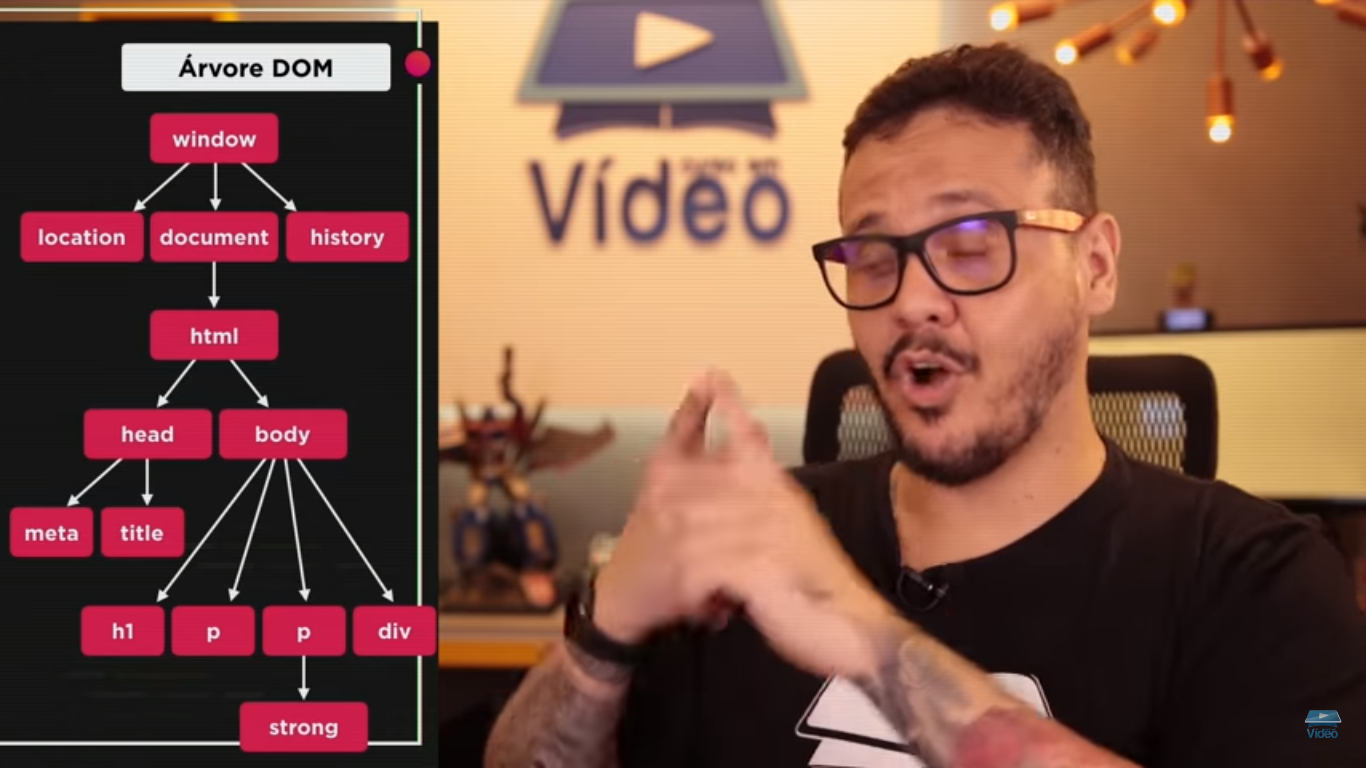 Árvore DOM
window
location document history
html
head body
meta title
h1 p p div
strong
Vídeo
Vídeo